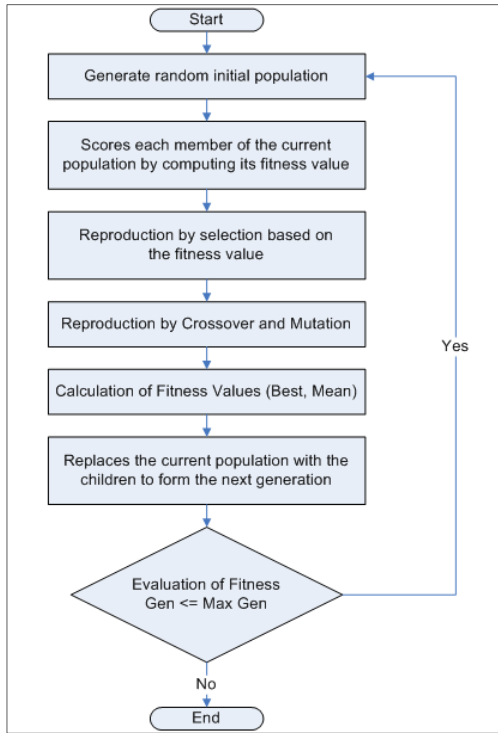 Start
Generate random initial population
Scores each member of the current
population by computing its fitness value
Reproduction by selection based on
the fitness value
Reproduction by Crossover and Mutation
Yes
Calculation of Fitness Values (Best, Mean)
Replaces the current population with the
children to form the next generation
Evaluation of Fitness
Gen <= Max Gen
No
End